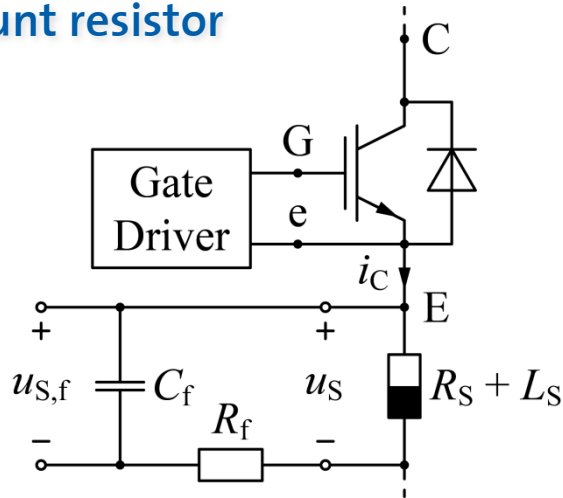 unt resistor
C
G
Gate
Driver
e
iC
E
+
+
uS,f
Cf
uS
RS + LS
Rf
−
−